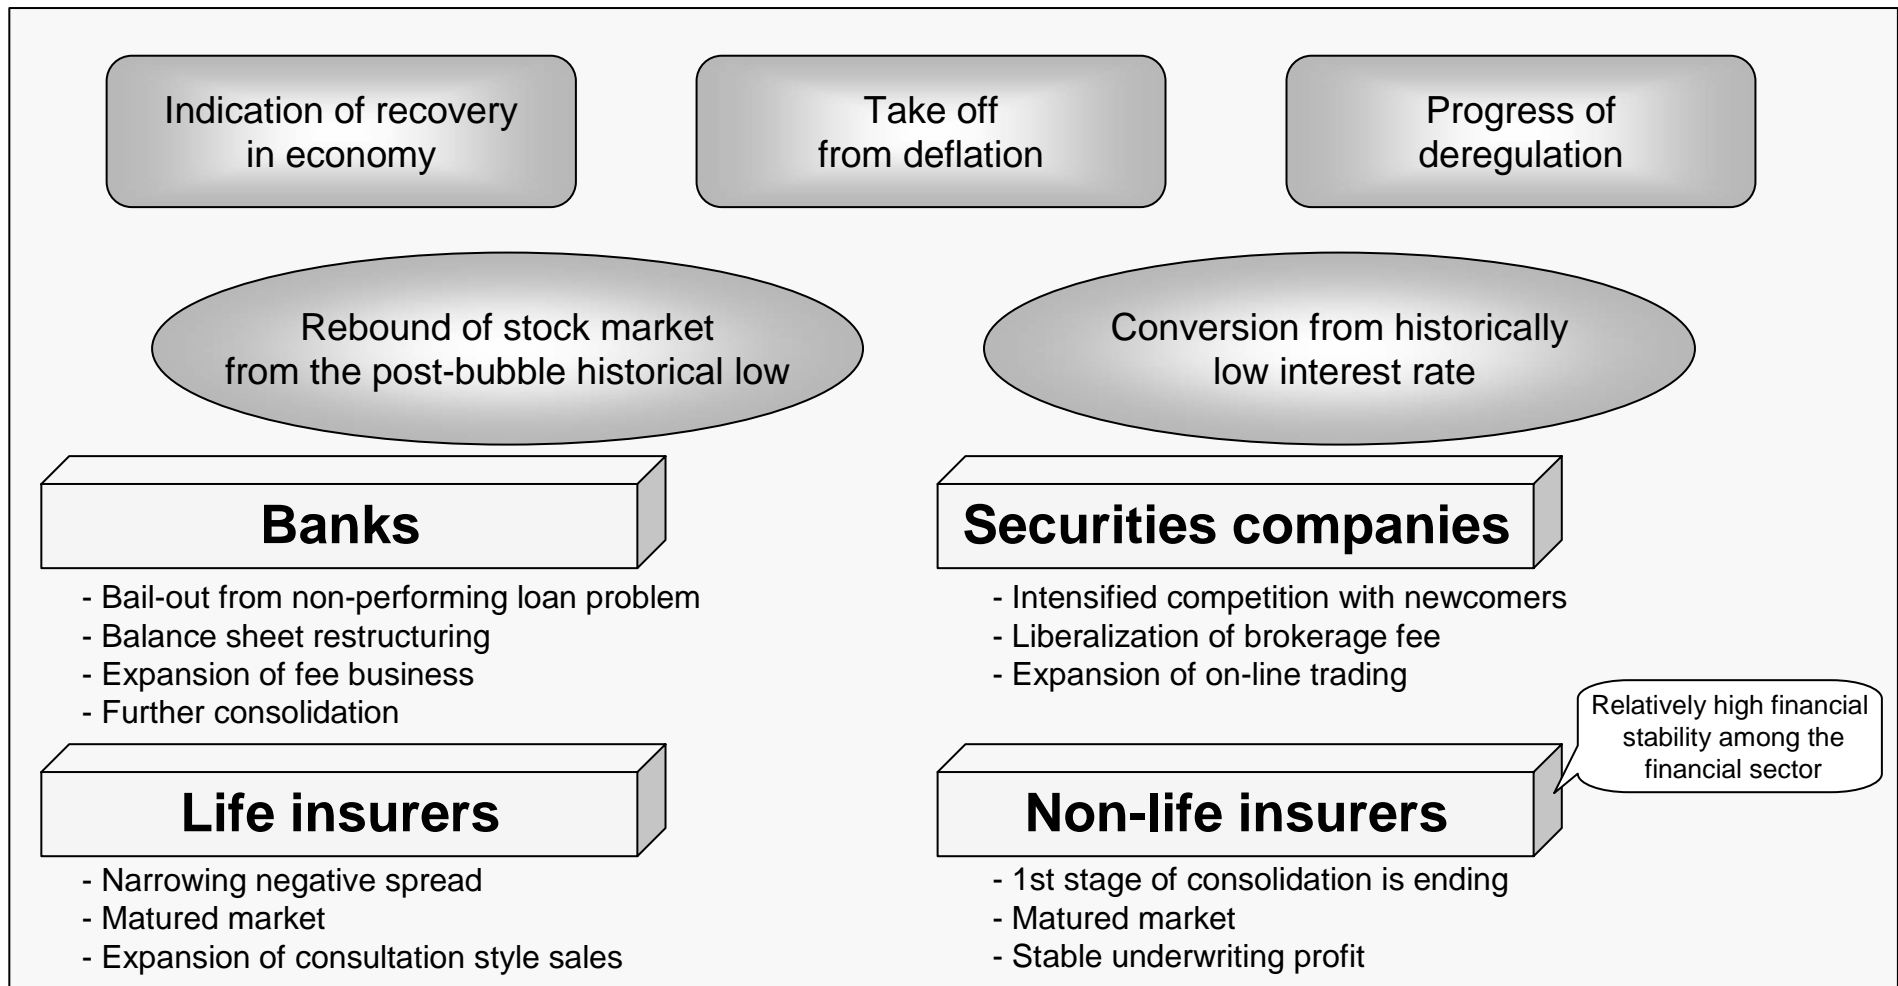 Indication of recovery
in economy
Take off
from deflation
Progress of
deregulation
Rebound of stock market
from the post-bubble historical low
Conversion from historically
low interest rate
Banks
- Bail-out from non-performing loan problem
- Balance sheet restructuring
- Expansion of fee business
- Further consolidation
Securities companies
- Intensified competition with newcomers
- Liberalization of brokerage fee
- Expansion of on-line trading
Relatively high financial
stability among the
financial sector
Life insurers
- Narrowing negative spread
- Matured market
- Expansion of consultation style sales
Non-life insurers
- 1st stage of consolidation is ending
- Matured market
- Stable underwriting profit